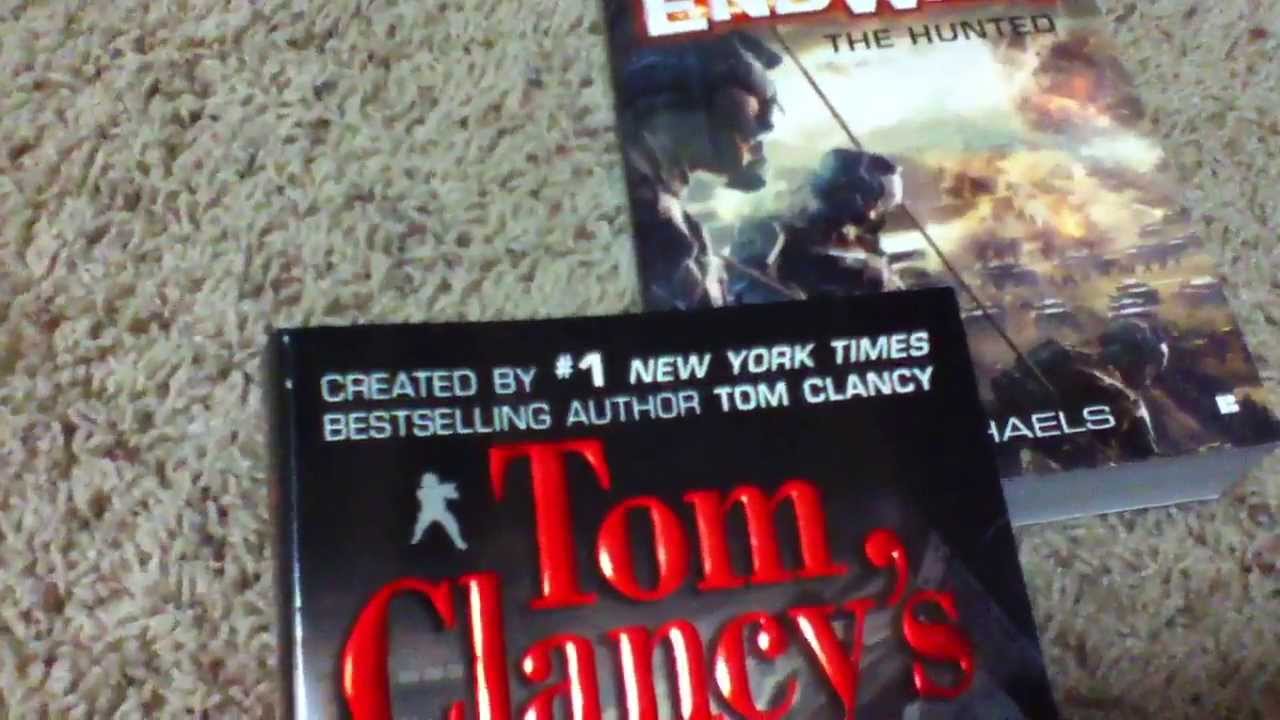 THE HUNTED
CREATED BY #1 NEW YORK TIMES
BESTSELLING AUTHOR TOM CLANCY
HAELS
Tom
Clancy's